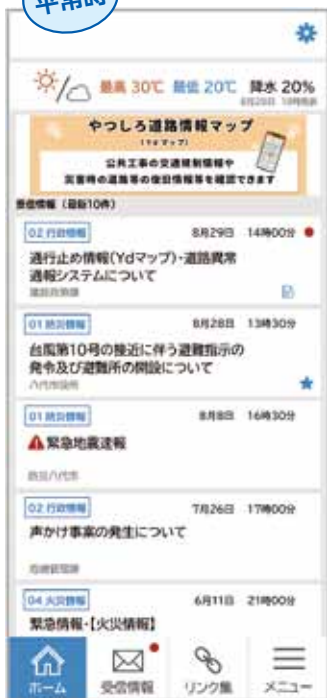 平常時
最高 30℃ 最低 20℃ 降水 20%
やつしろ道路情報マップ
(Ydマップ)
公共工事の交通規制情報や
災害時の道路等の復旧情報等を確認できます
受信情報（最新10件）
02 行政情報 8月29日 14時00分
通行止め情報(Ydマップ)・道路異常
通報システムについて
01 防災情報 8月28日 13時30分
台風第10号の接近に伴う避難指示の
発令及び避難所の開設について
八代市役所
01 防災情報 8月8日 16時30分
緊急地震速報
防災八代市
02 行政情報 7月26日 17時00分
声かけ事案の発生について
04 火災情報 6月11日 21時00分
緊急情報・【火災情報】
ホーム 受信情報 リンク集 メニュー